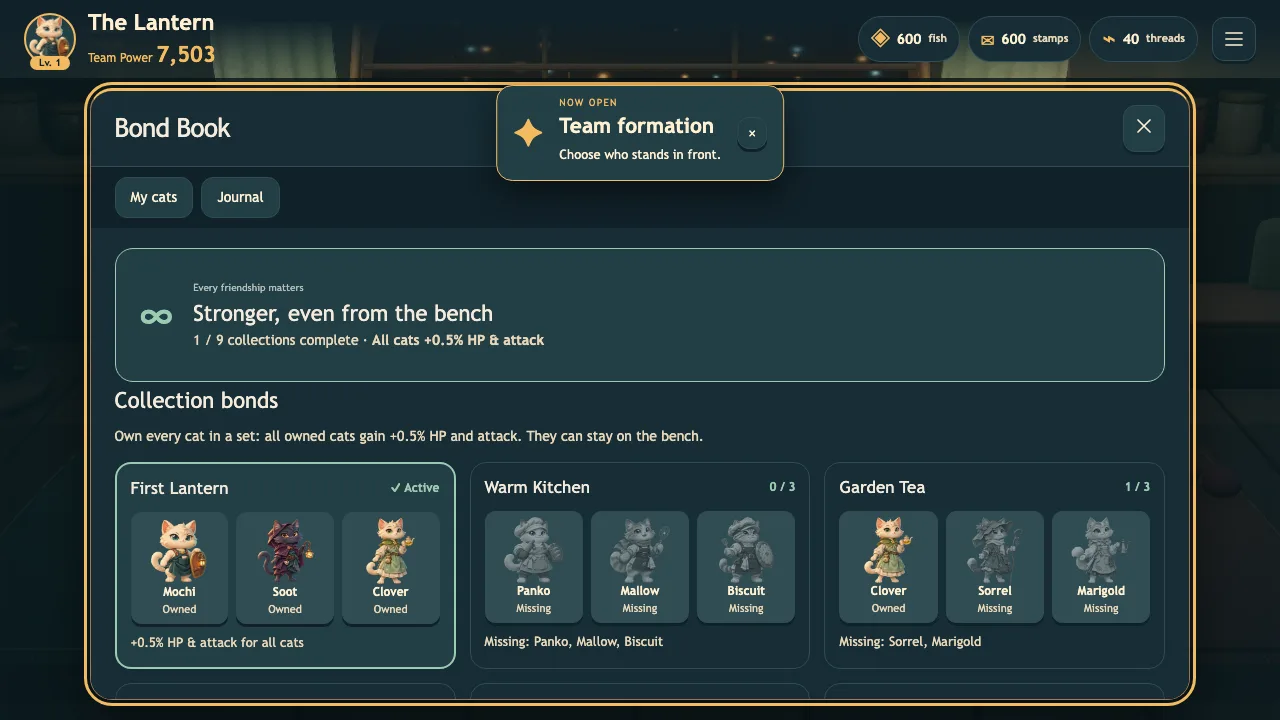 The Lantern
Team Power 7,503
Lv. 1
600 fish
600 stamps
40 threads
NOW OPEN
Team formation
Choose who stands in front.
×
Bond Book
My cats
Journal
Every friendship matters
Stronger, even from the bench
1 / 9 collections complete · All cats +0.5% HP & attack
Collection bonds
Own every cat in a set: all owned cats gain +0.5% HP and attack. They can stay on the bench.
First Lantern
✓ Active
Mochi
Owned
Soot
Owned
Clover
Owned
+0.5% HP & attack for all cats
Warm Kitchen
0 / 3
Panko
Missing
Mallow
Missing
Biscuit
Missing
Missing: Panko, Mallow, Biscuit
Garden Tea
1 / 3
Clover
Owned
Sorrel
Missing
Marigold
Missing
Missing: Sorrel, Marigold